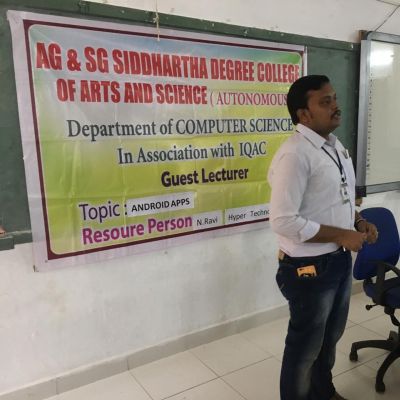 AG & SG SIDDHARTHA DEGREE COLLEGE
OF ARTS AND SCIENCE ( AUTONOMOUS
Department of COMPUTER SCIENCE
In Association with IQAC
Guest Lecturer
Topic : ANDROID APPS
Resoure Person N.Ravi Hyper Techno